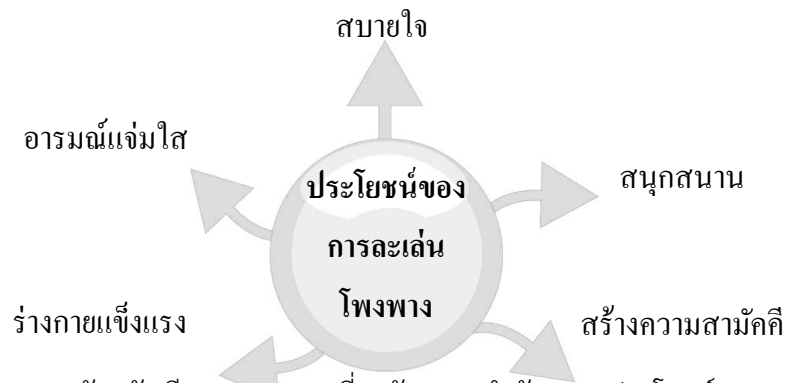 สบายใจ
อารมณ์แจ่มใส
สนุกสนาน
ประโยชน์ของ
การละเล่น
โพงพาง
ร่างกายแข็งแรง
สร้างความสามัคคี